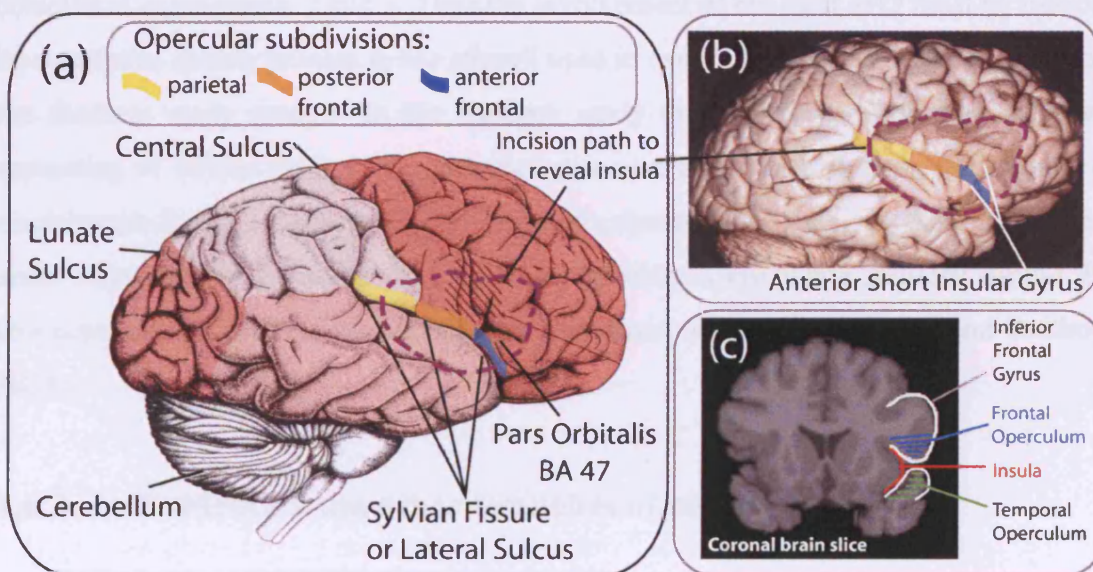 (a)
Opercular subdivisions:
parietal
posterior
frontal
anterior
frontal
Central Sulcus
Incision path to
reveal insula
Lunate
Sulcus
Pars Orbitalis
BA 47
Cerebellum
Sylvian Fissure
or Lateral Sulcus
(b)
Anterior Short Insular Gyrus
(c)
Inferior
Frontal
Gyrus
Frontal
Operculum
Insula
Temporal
Operculum
Coronal brain slice